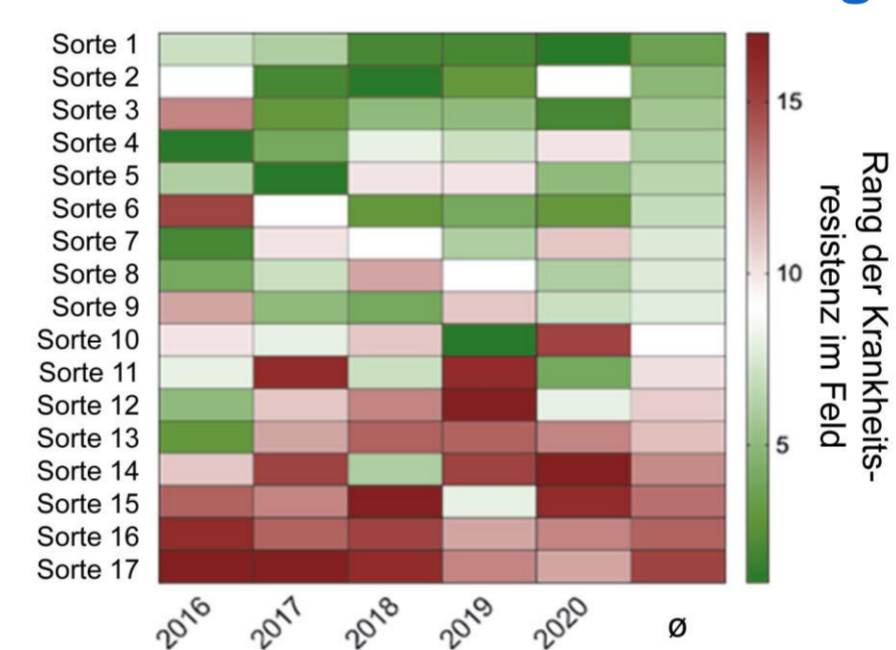 Sorte 1
Sorte 2
Sorte 3
Sorte 4
Sorte 5
Sorte 6
Sorte 7
Sorte 8
Sorte 9
Sorte 10
Sorte 11
Sorte 12
Sorte 13
Sorte 14
Sorte 15
Sorte 16
Sorte 17
2016
2017
2018
2019
2020
ø
15
10
5
Rang der Krankheits-
resistenz im Feld